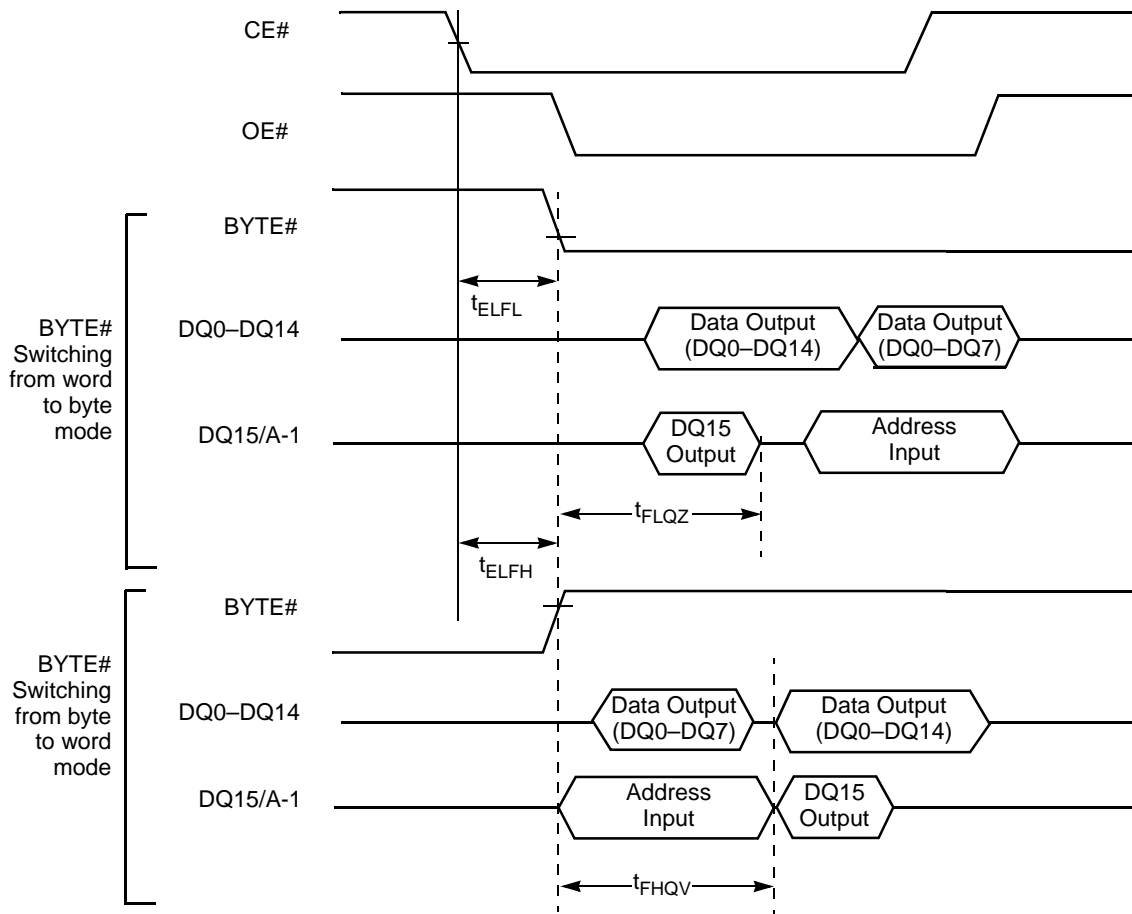 CE#
OE#
BYTE#
tELFL
BYTE#
Switching
from word
to byte
mode
DQ0–DQ14
Data Output
(DQ0–DQ14)
Data Output
(DQ0–DQ7)
DQ15/A-1
DQ15
Output
Address
Input
tFLQZ
tELFH
BYTE#
BYTE#
Switching
from byte
to word
mode
DQ0–DQ14
Data Output
(DQ0–DQ7)
Data Output
(DQ0–DQ14)
DQ15/A-1
Address
Input
DQ15
Output
tFHQV